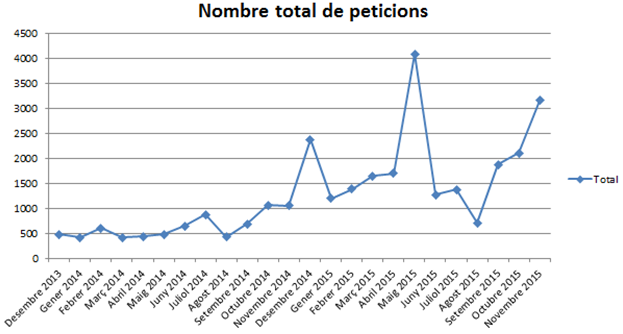 Nombre total de peticions
4500
4000
3500
3000
2500
2000
1500
1000
500
0
Desembre 2013
Gener 2014
Febrer 2014
Març 2014
Abril 2014
Maig 2014
Juny 2014
Juliol 2014
Agost 2014
Setembre 2014
Octubre 2014
Novembre 2014
Desembre 2014
Gener 2015
Febrer 2015
Març 2015
Abril 2015
Maig 2015
Juny 2015
Juliol 2015
Agost 2015
Setembre 2015
Octubre 2015
Novembre 2015
Total